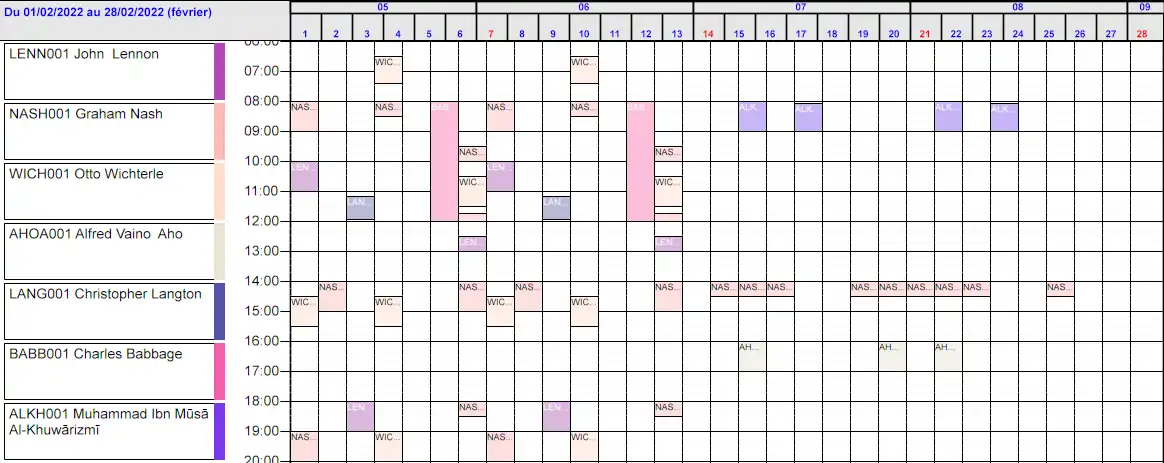 Du 01/02/2022 au 28/02/2022 (février)
05 06 07 08 09
1 2 3 4 5 6 7 8 9 10 11 12 13 14 15 16 17 18 19 20 21 22 23 24 25 26 27 28
LENN001 John Lennon
WIC... WIC...
07:00
08:00
NASH001 Graham Nash
NAS... NAS... NAS... NAS... ALK... ALK... ALK... ALK...
09:00
NAS... NAS...
10:00
WICH001 Otto Wichterle
LEN... LEN...
WIC... WIC...
11:00
LAN... LAN...
12:00
AHOA001 Alfred Vaino Aho
LEN... LEN...
13:00
14:00
LANG001 Christopher Langton
NAS... NAS... NAS... NAS... NAS... NAS... NAS... NAS... NAS... NAS... NAS... NAS... NAS...
WIC... WIC... WIC... WIC...
15:00
16:00
BABB001 Charles Babbage
AH... AH... AH...
17:00
18:00
ALKH001 Muhammad Ibn Mūsā
Al-Khuwārizmī
LEN... NAS... LEN... NAS...
19:00
NAS... WIC... NAS... WIC...
20:00